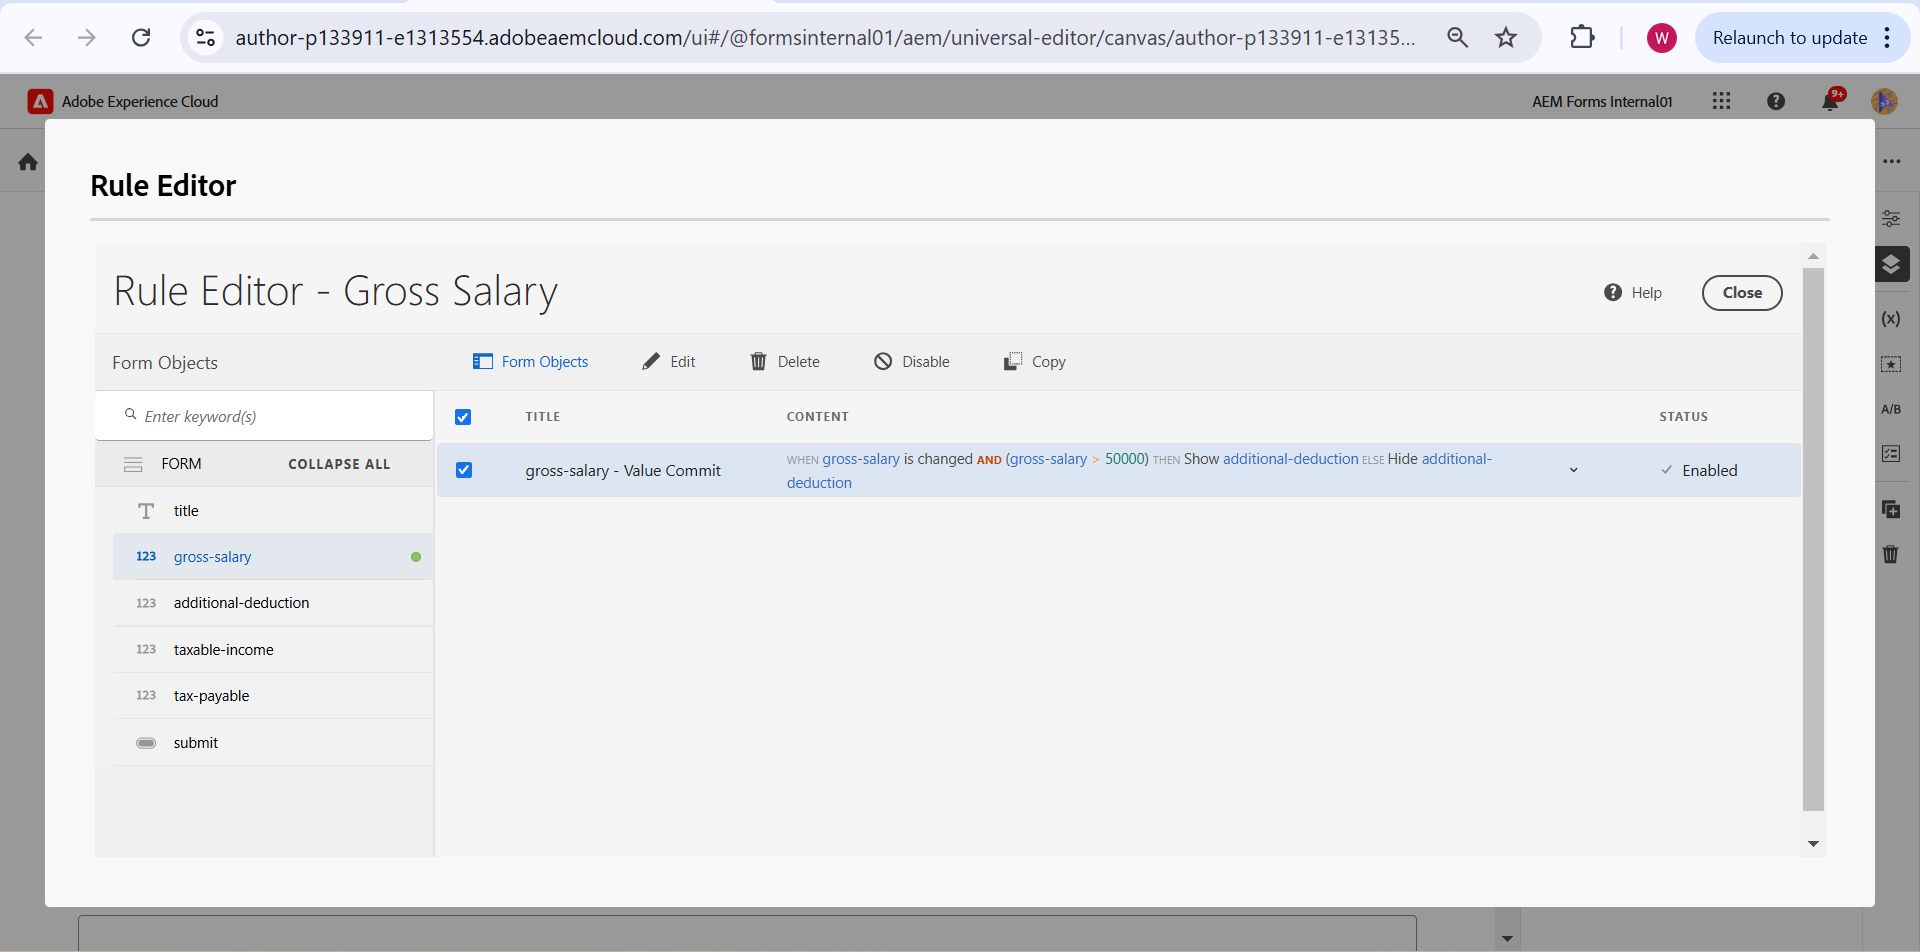 author-p133911-e1313554.adobeaemcloud.com/ui#/@formsinternal01/aem/universal-editor/canvas/author-p133911-e13135...
W
Relaunch to update
Adobe Experience Cloud
AEM Forms Internal01
9+
Rule Editor
Rule Editor - Gross Salary
Help
Close
Form Objects
Form Objects
Edit
Delete
Disable
Copy
Enter keyword(s)
TITLE
CONTENT
STATUS
FORM
COLLAPSE ALL
gross-salary - Value Commit
WHEN gross-salary is changed AND (gross-salary > 50000) THEN Show additional-deduction ELSE Hide additional-
deduction
Enabled
title
123 gross-salary
123 additional-deduction
123 taxable-income
123 tax-payable
submit
(x)
A/B